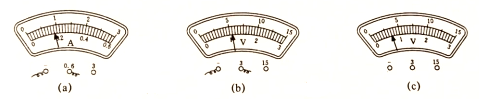 0 1 2 3
0 0.2 0.4 0.6
A
- 0.6 3
(a)
0 5 10 15
0 1 2 3
V
- 3 15
(b)
0 5 10 15
0 1 2 3
V
- 3 15
(c)